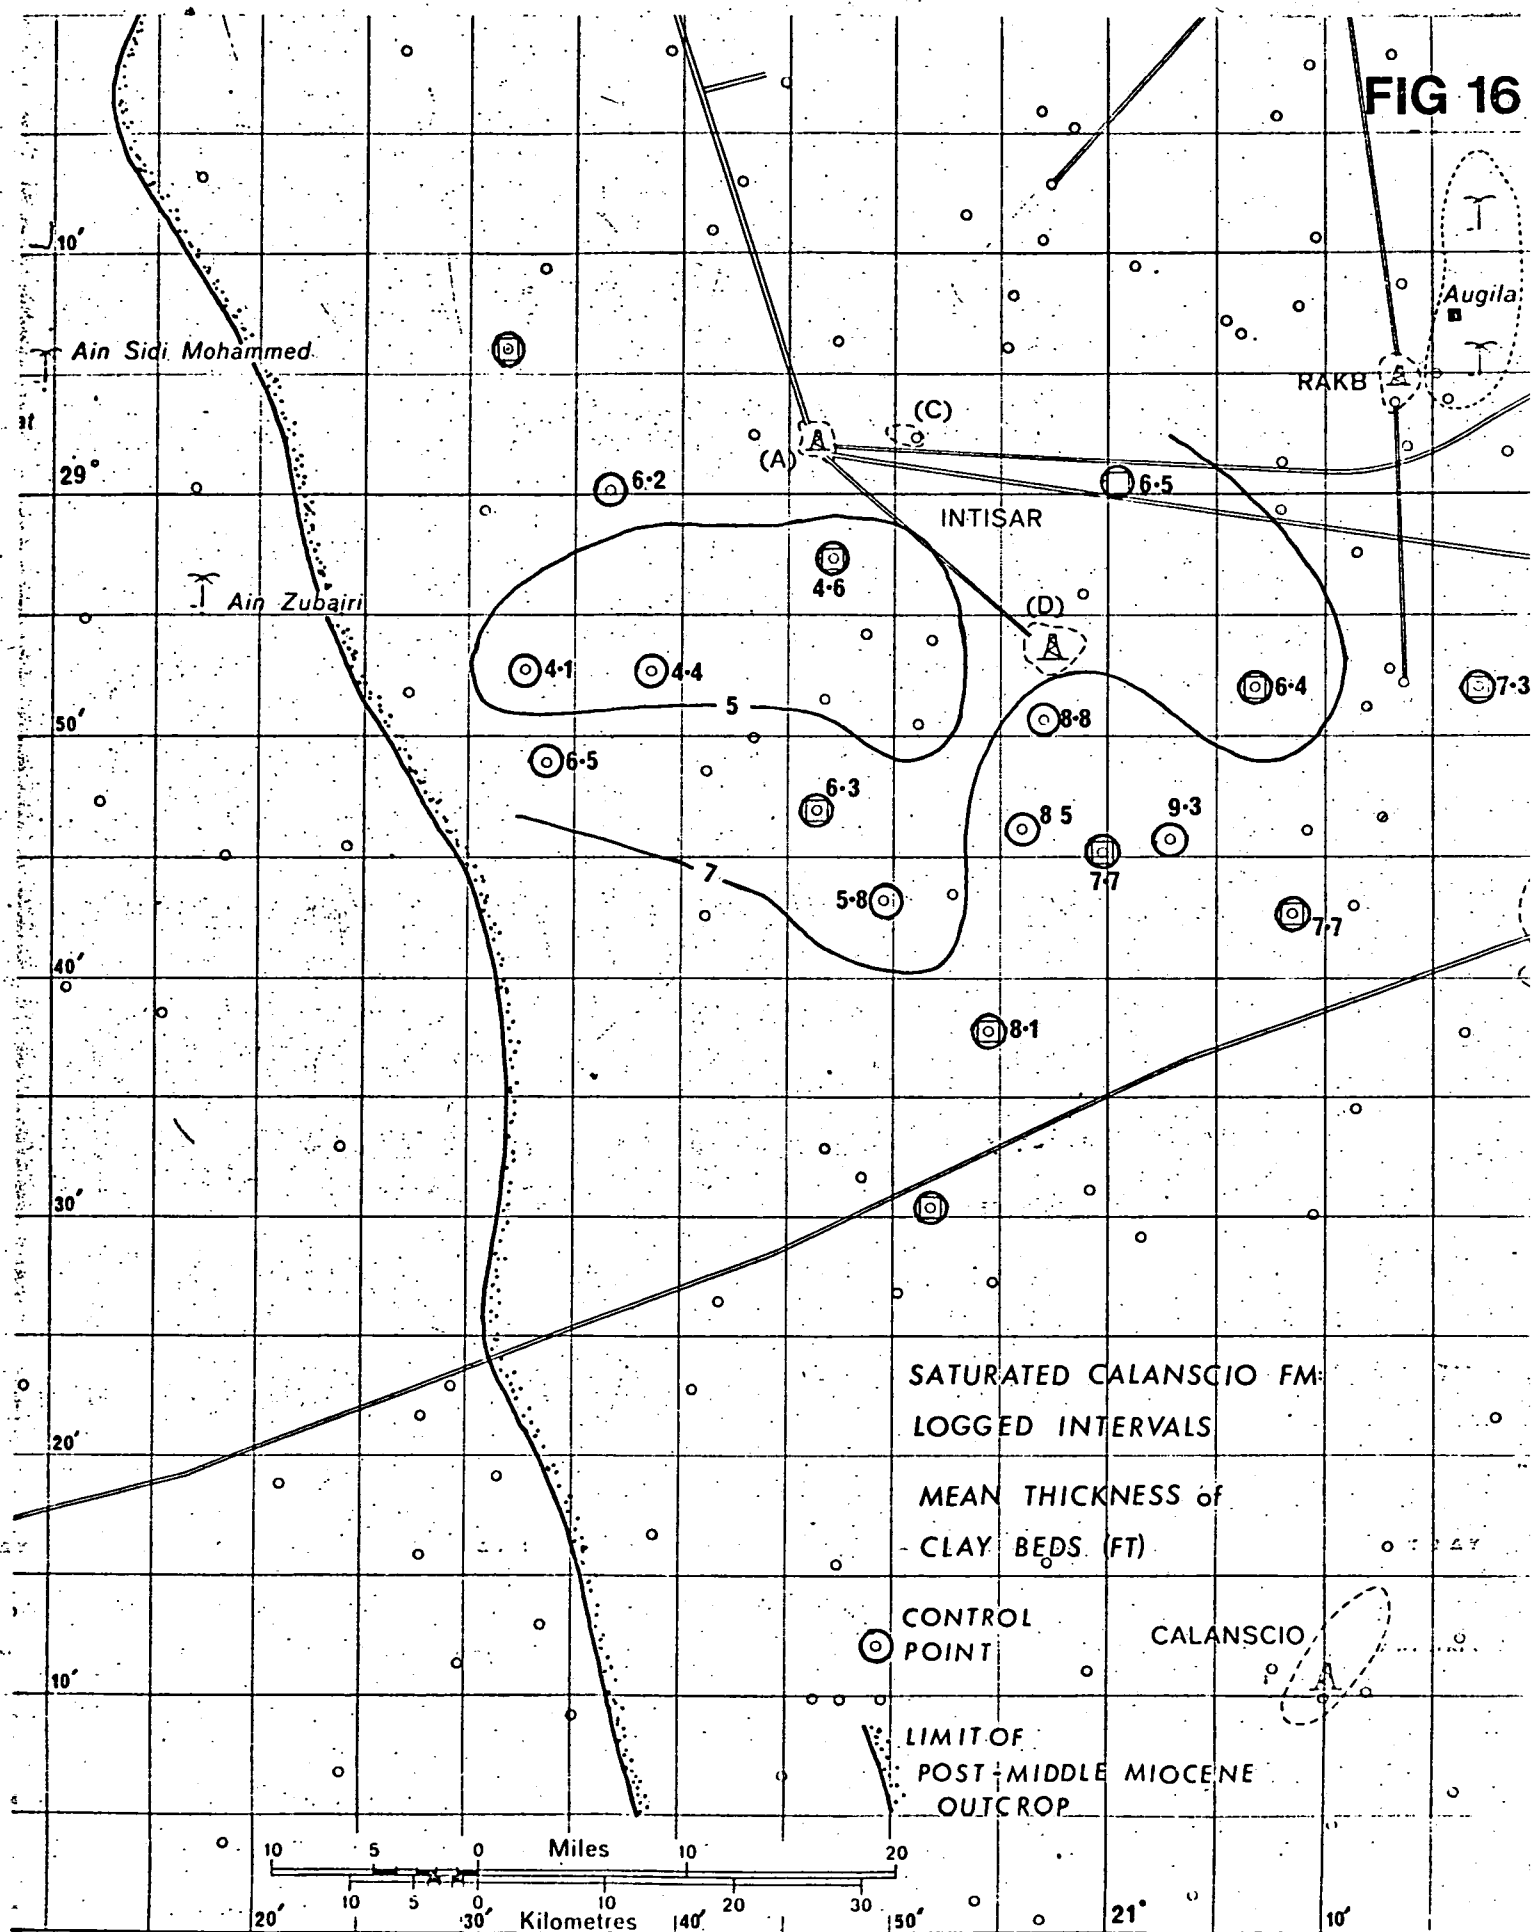 FIG 16
10'
Augila
Ain Sidi Mohammed
RAKB
(C)
(A)
29°
6·2
6·5
INTISAR
4·6
(D)
Ain Zubairi
4·1
4·4
6·4
7·3
5
8·8
50'
6·5
6·3
8 5
9·3
7·7
7
5·8
7·7
40'
8·1
30'
SATURATED CALANSCIO FM:
LOGGED INTERVALS
20'
MEAN THICKNESS of
CLAY BEDS (FT)
CONTROL
POINT
CALANSCIO
10'
LIMIT OF
POST-MIDDLE MIOCENE
OUTCROP
10 5 0 Miles 10 20
10 5 0 10 20 30
20' 30' Kilometres 40' 50' 21° 10'